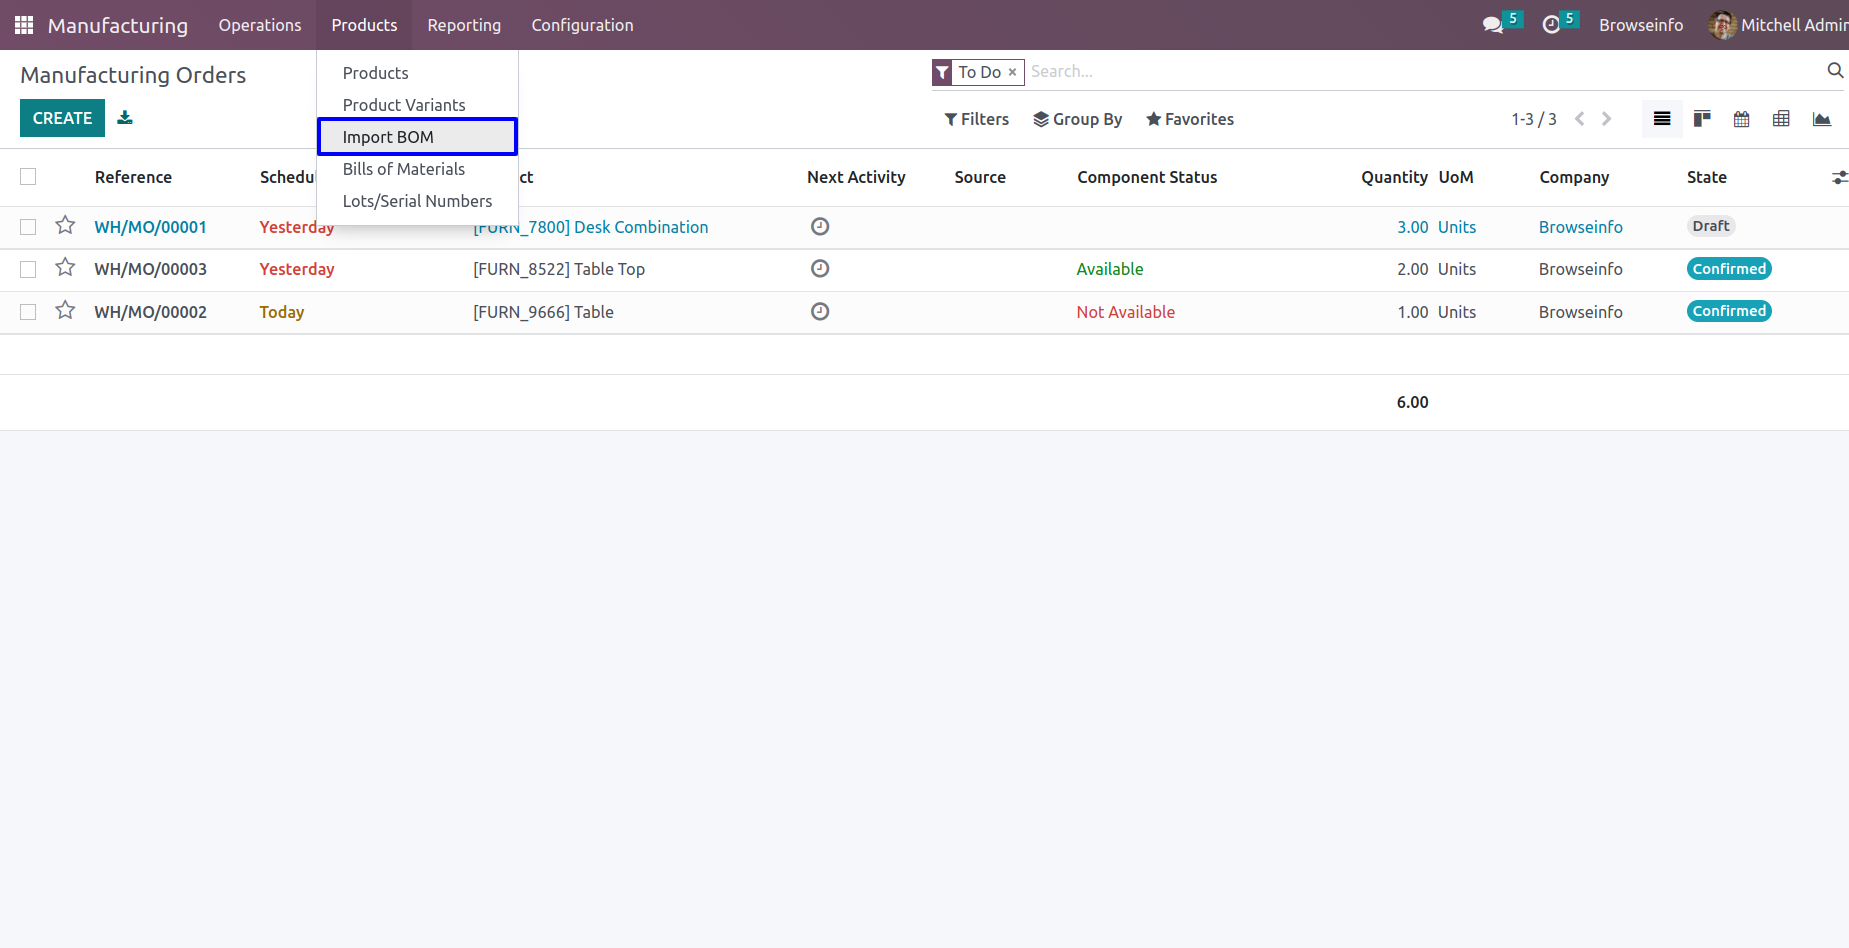 Manufacturing Operations Products Reporting Configuration 5 5 Browseinfo Mitchell Admin
Manufacturing Orders
To Do × Search...
CREATE
Filters Group By Favorites 1-3 / 3
Products
Product Variants
Import BOM
Bills of Materials
Lots/Serial Numbers
Reference Schedul ct Next Activity Source Component Status Quantity UoM Company State
WH/MO/00001 Yesterday [FURN_7800] Desk Combination 3.00 Units Browseinfo Draft
WH/MO/00003 Yesterday [FURN_8522] Table Top Available 2.00 Units Browseinfo Confirmed
WH/MO/00002 Today [FURN_9666] Table Not Available 1.00 Units Browseinfo Confirmed
6.00